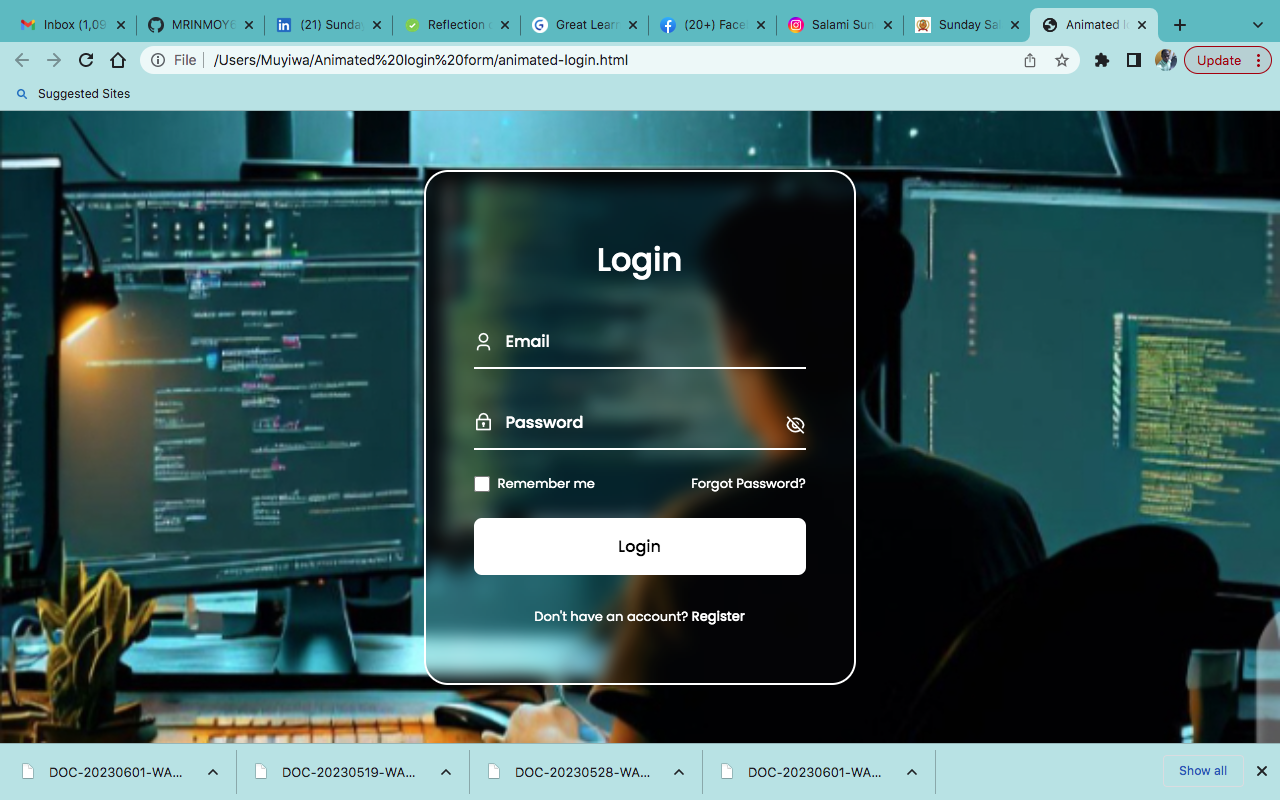 Inbox (1,09
MRINMOY6
(21) Sunda
Reflection
Great Learn
(20+) Face
Salami Sun
Sunday Sa
Animated l
File
/Users/Muyiwa/Animated%20login%20form/animated-login.html
Update
Suggested Sites
Login
Email
Password
Remember me
Forgot Password?
Login
Don't have an account? Register
DOC-20230601-WA...
DOC-20230519-WA...
DOC-20230528-WA...
DOC-20230601-WA...
Show all